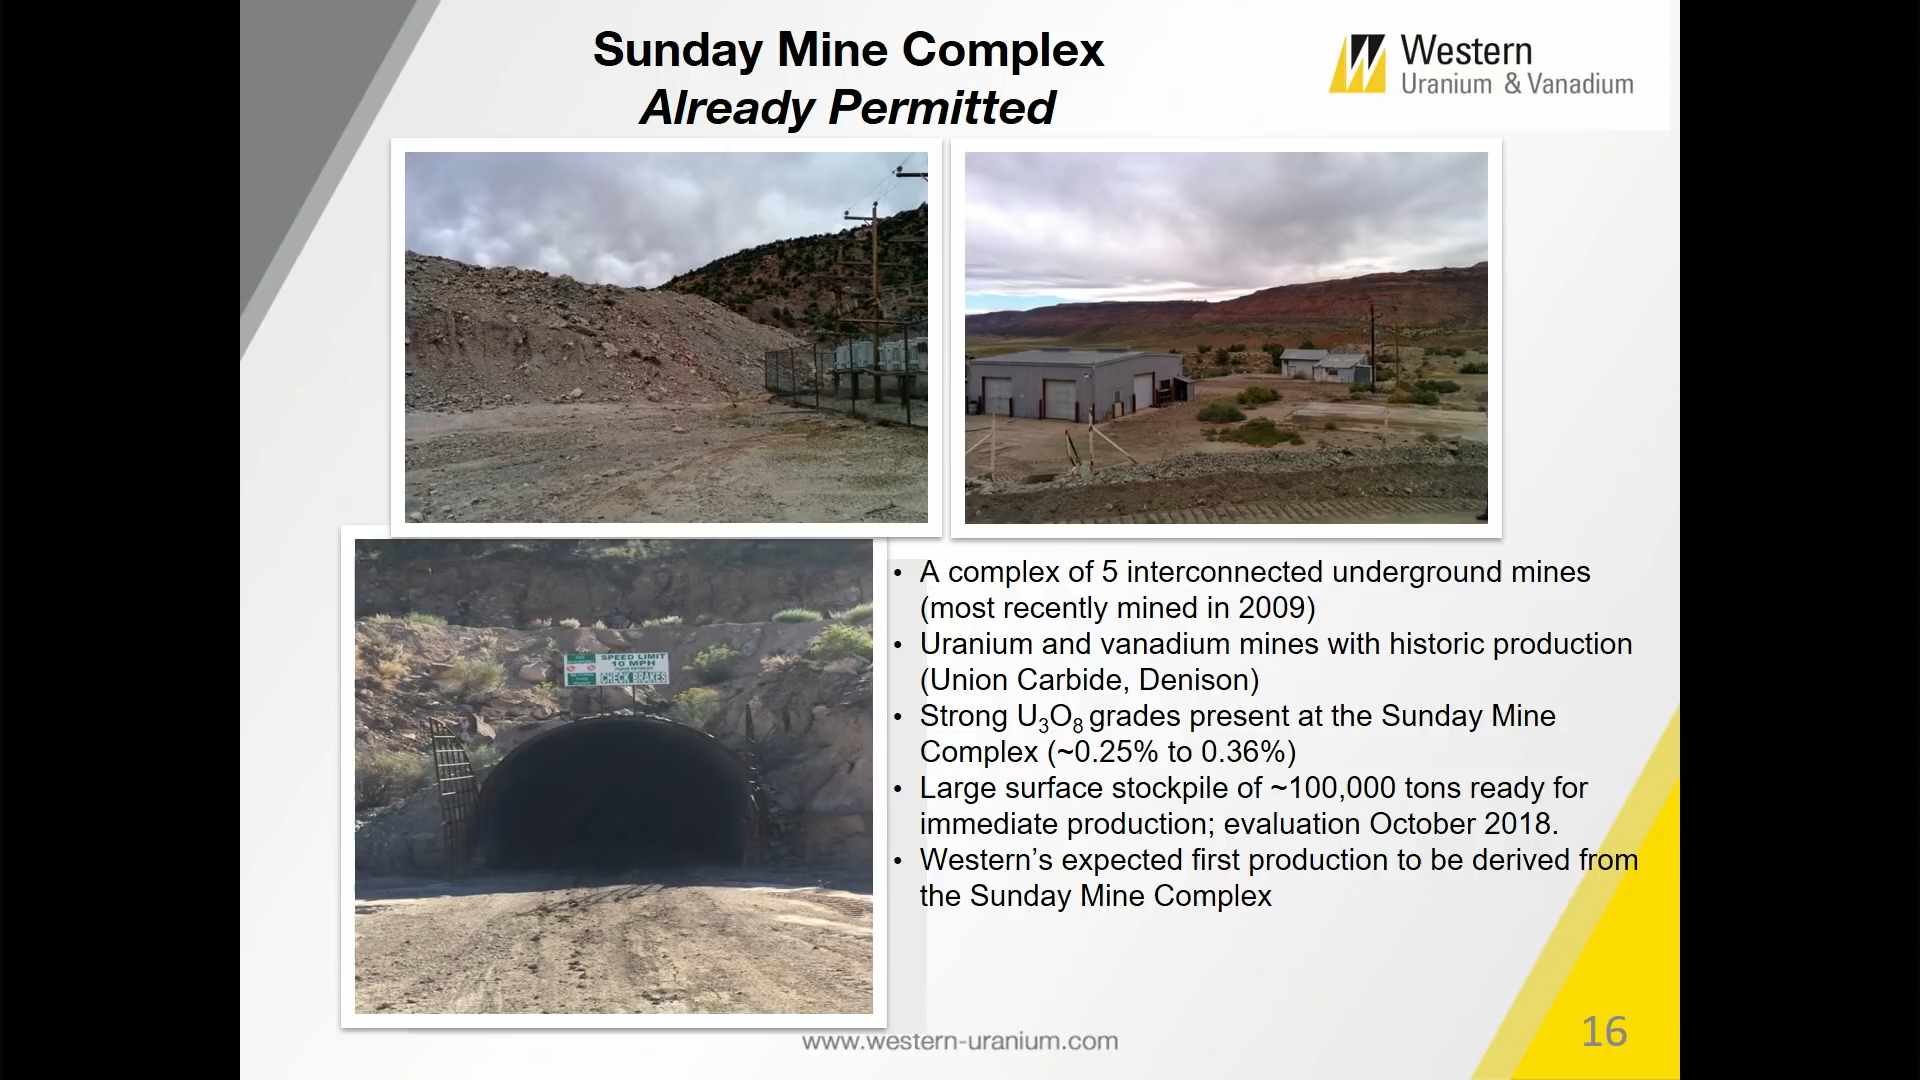 Sunday Mine Complex
Already Permitted
Western
Uranium & Vanadium
SPEED LIMIT
10 MPH
CHECK BRAKES
• A complex of 5 interconnected underground mines
(most recently mined in 2009)
• Uranium and vanadium mines with historic production
(Union Carbide, Denison)
• Strong U₃O₈ grades present at the Sunday Mine
Complex (~0.25% to 0.36%)
• Large surface stockpile of ~100,000 tons ready for
immediate production; evaluation October 2018.
• Western’s expected first production to be derived from
the Sunday Mine Complex
www.western-uranium.com
16